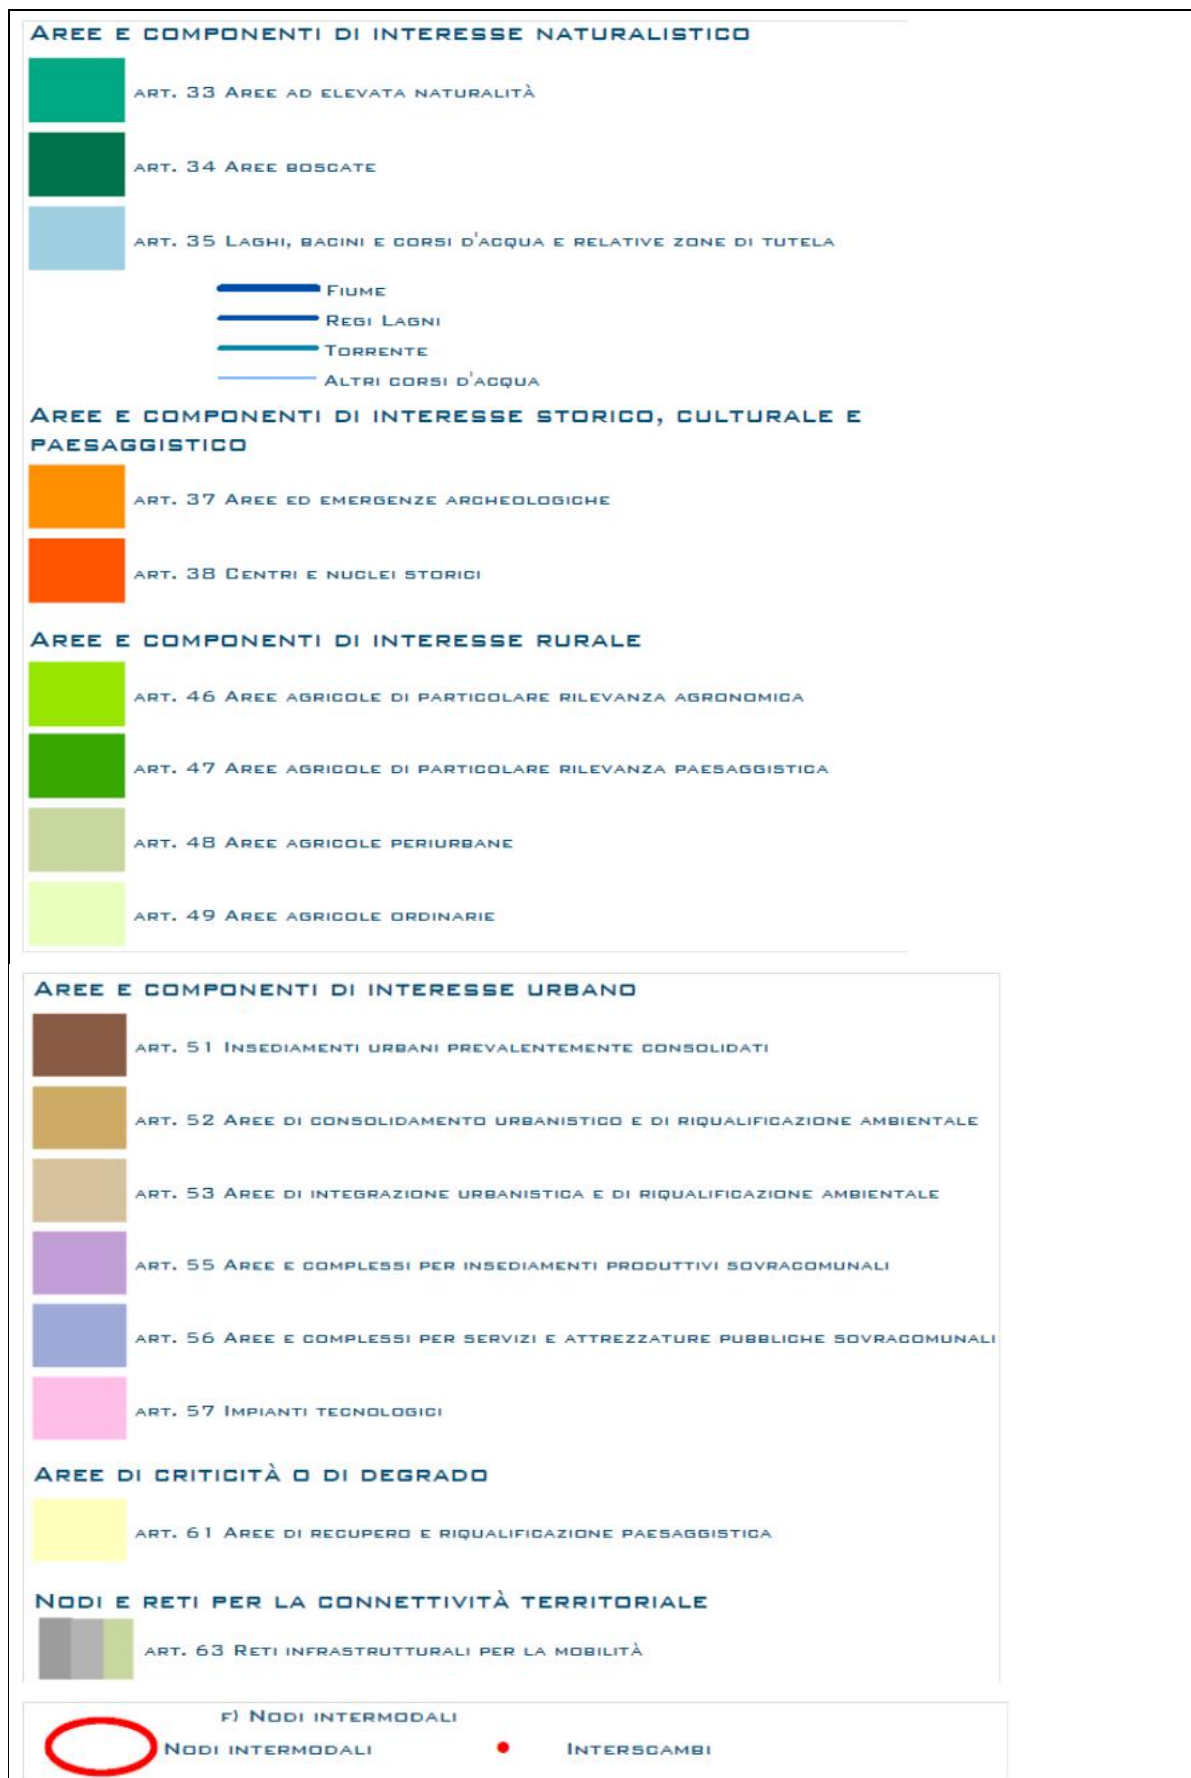 Aree e componenti di interesse naturalistico
art. 33 Aree ad elevata naturalità
art. 34 Aree boscate
art. 35 Laghi, bacini e corsi d'acqua e relative zone di tutela
Fiume
Regi Lagni
Torrente
Altri corsi d'acqua
Aree e componenti di interesse storico, culturale e
paesaggistico
art. 37 Aree ed emergenze archeologiche
art. 38 Centri e nuclei storici
Aree e componenti di interesse rurale
art. 46 Aree agricole di particolare rilevanza agronomica
art. 47 Aree agricole di particolare rilevanza paesaggistica
art. 48 Aree agricole periurbane
art. 49 Aree agricole ordinarie
Aree e componenti di interesse urbano
art. 51 Insediamenti urbani prevalentemente consolidati
art. 52 Aree di consolidamento urbanistico e di riqualificazione ambientale
art. 53 Aree di integrazione urbanistica e di riqualificazione ambientale
art. 55 Aree e complessi per insediamenti produttivi sovracomunali
art. 56 Aree e complessi per servizi e attrezzature pubbliche sovracomunali
art. 57 Impianti tecnologici
Aree di criticità o di degrado
art. 61 Aree di recupero e riqualificazione paesaggistica
Nodi e reti per la connettività territoriale
art. 63 Reti infrastrutturali per la mobilità
f) Nodi intermodali
Nodi intermodali Interscambi